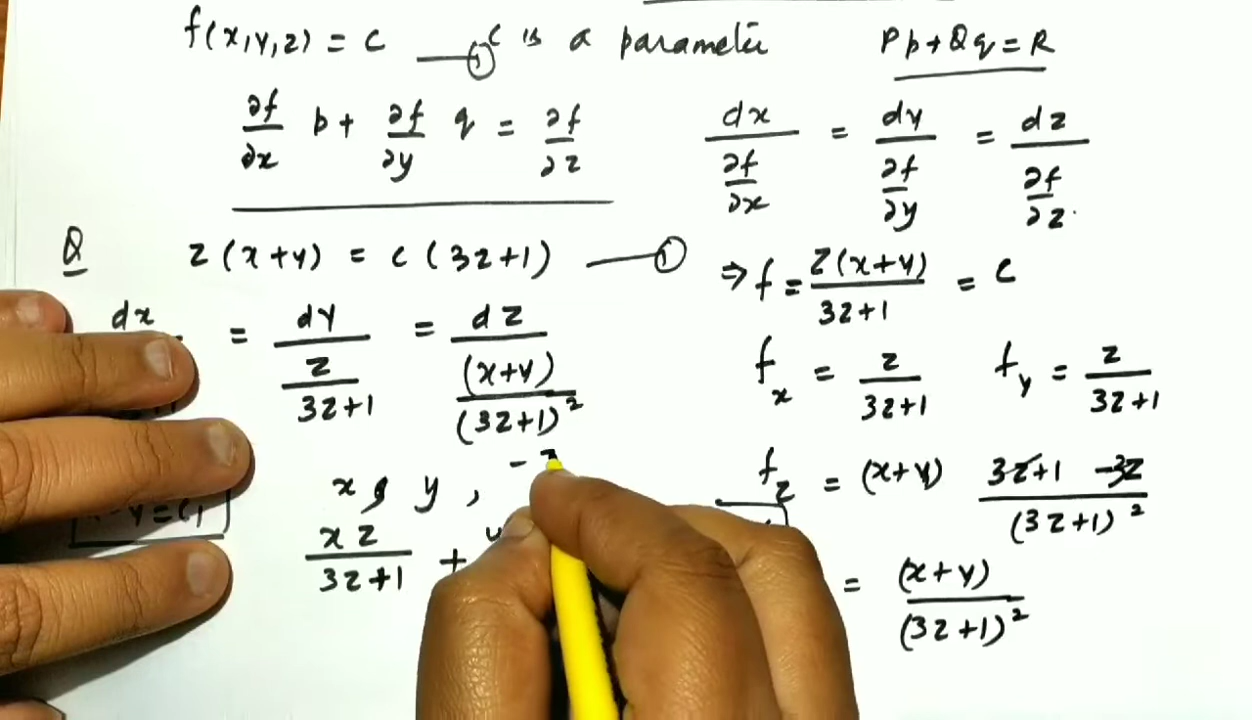 f(x,y,z) = c —① c is a parameter Pp + Qq = R
∂f/∂x p + ∂f/∂y q = ∂f/∂z
dx/(∂f/∂x) = dy/(∂f/∂y) = dz/(∂f/∂z)
Q z(x+y) = c(3z+1) —①
⇒ f = z(x+y)/(3z+1) = c
dx = dy/(z/(3z+1)) = dz/((x+y)/(3z+1)²)
f_x = z/(3z+1) f_y = z/(3z+1)
f_z = (x+y) (3z+1 -3z)/(3z+1)²
= (x+y)/(3z+1)²
-y = c₁
x, y, -
xz/(3z+1) +